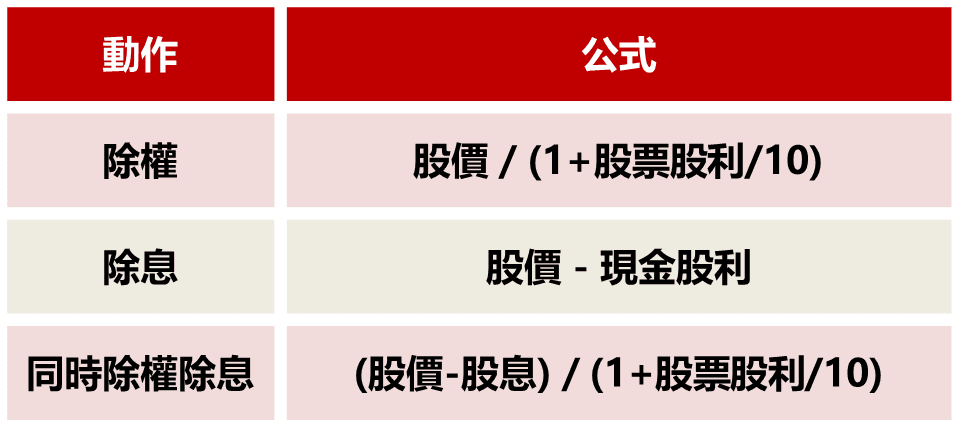 動作
公式
除權
股價 / (1+股票股利/10)
除息
股價 - 現金股利
同時除權除息
(股價-股息) / (1+股票股利/10)